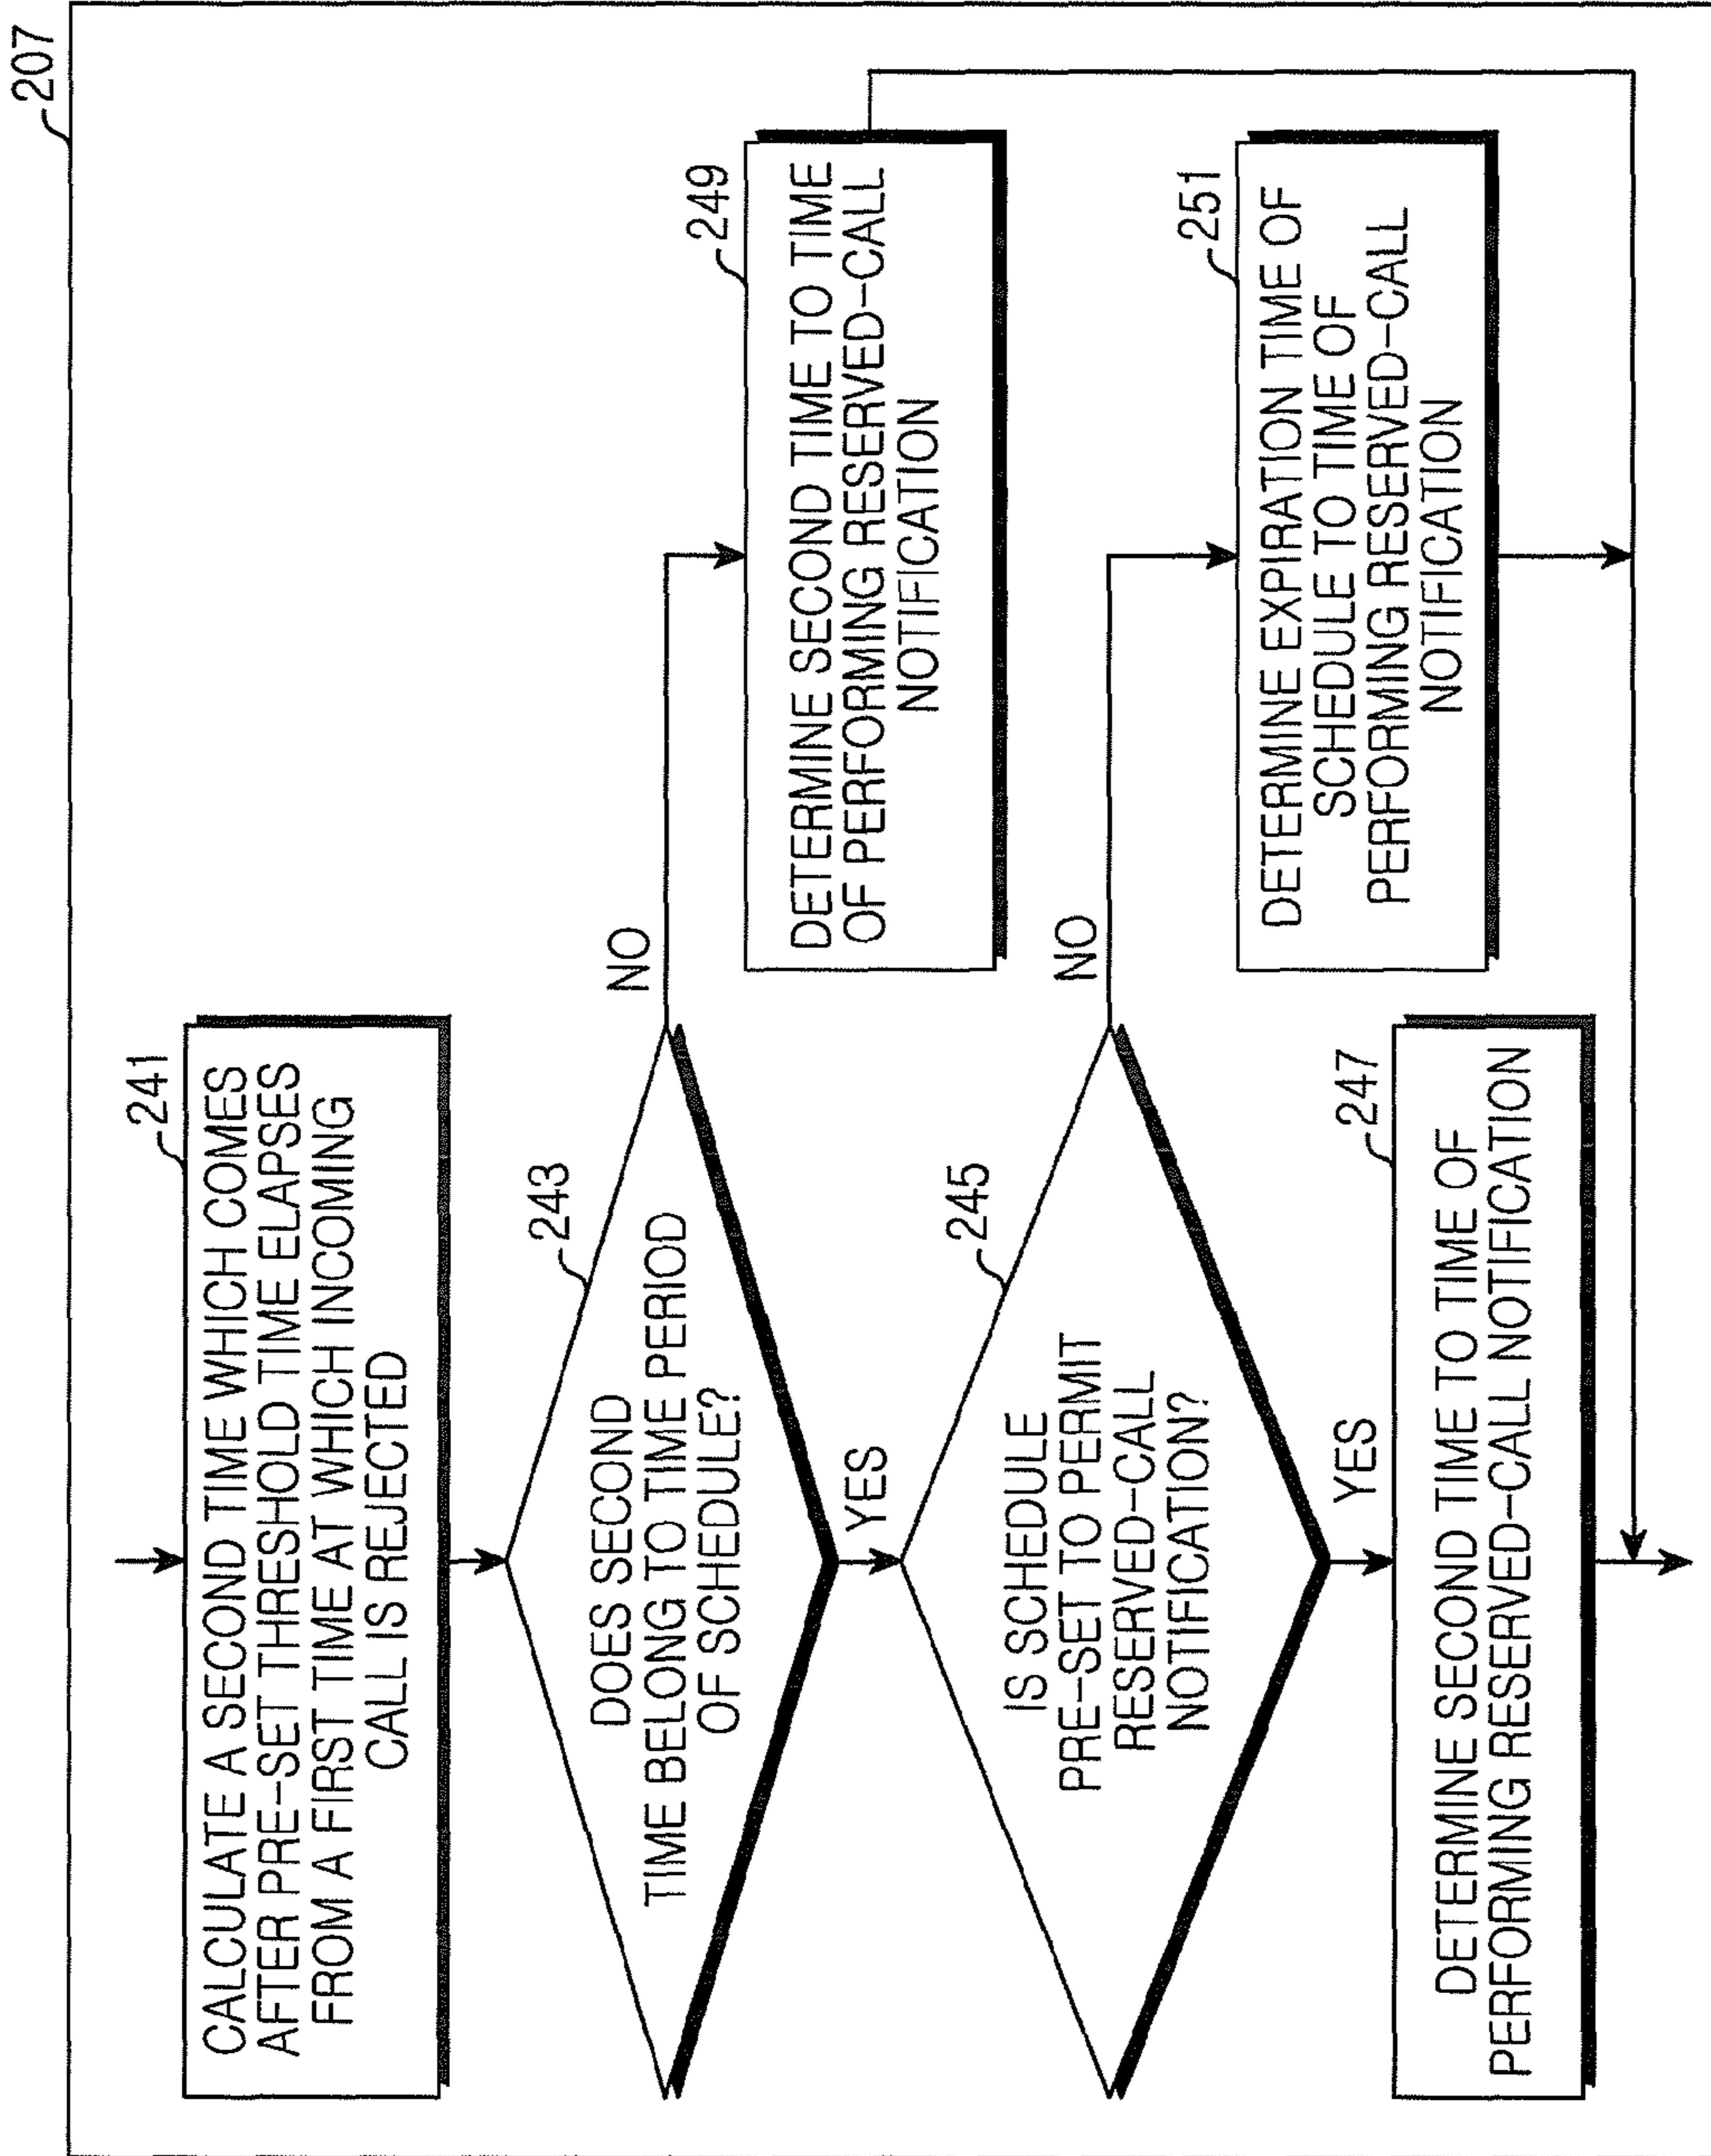 207
241
CALCULATE A SECOND TIME WHICH COMES
AFTER PRE-SET THRESHOLD TIME ELAPSES
FROM A FIRST TIME AT WHICH INCOMING
CALL IS REJECTED
243
DOES SECOND
TIME BELONG TO TIME PERIOD
OF SCHEDULE?
NO
YES
249
DETERMINE SECOND TIME TO TIME
OF PERFORMING RESERVED-CALL
NOTIFICATION
245
IS SCHEDULE
PRE-SET TO PERMIT
RESERVED-CALL
NOTIFICATION?
NO
YES
251
DETERMINE EXPIRATION TIME OF
SCHEDULE TO TIME OF
PERFORMING RESERVED-CALL
NOTIFICATION
247
DETERMINE SECOND TIME TO TIME OF
PERFORMING RESERVED-CALL NOTIFICATION